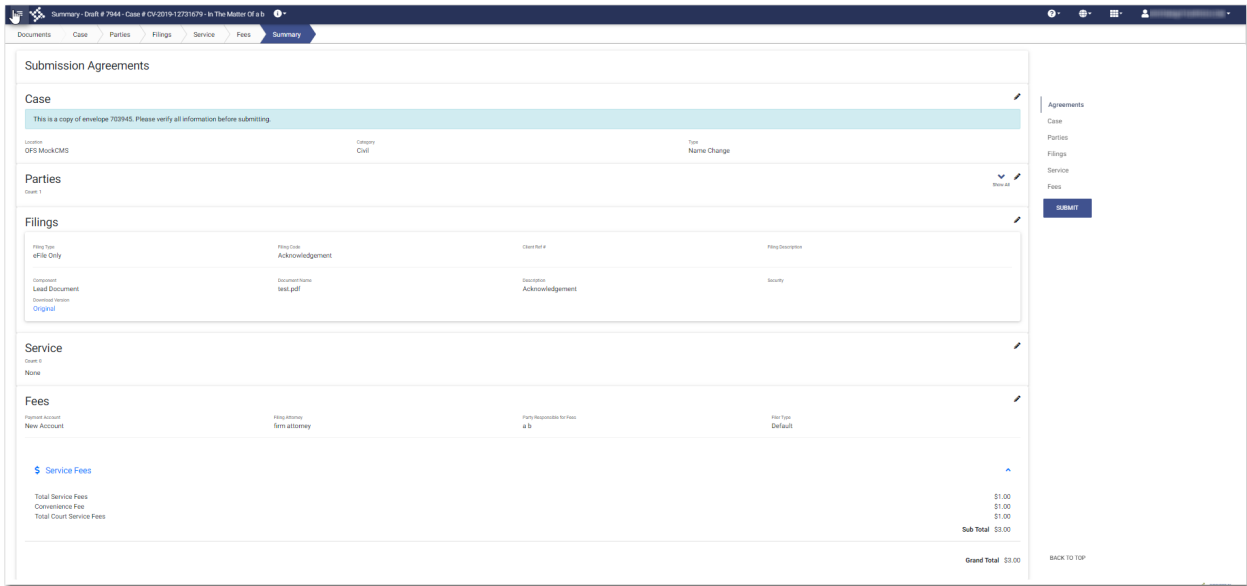 Summary - Draft # 7944 - Case # CV-2019-12731679 - In The Matter Of a b
Documents Case Parties Filings Service Fees Summary
Submission Agreements
Case
This is a copy of envelope 703945. Please verify all information before submitting.
Location Category Type
OFS MockCMS Civil Name Change
Parties
Count: 1 Show All
Filings
Filing Type Filing Code Client Ref # Filing Description
eFile Only Acknowledgement
Component Document Name Description Security
Lead Document test.pdf Acknowledgement
Download Version
Original
Service
Count: 0
None
Fees
Payment Account Filing Attorney Party Responsible for Fees Filer Type
New Account firm attorney a b Default
$ Service Fees
Total Service Fees $1.00
Convenience Fee $1.00
Total Court Service Fees $1.00
Sub Total $3.00
Grand Total $3.00
Agreements
Case
Parties
Filings
Service
Fees
SUBMIT
BACK TO TOP